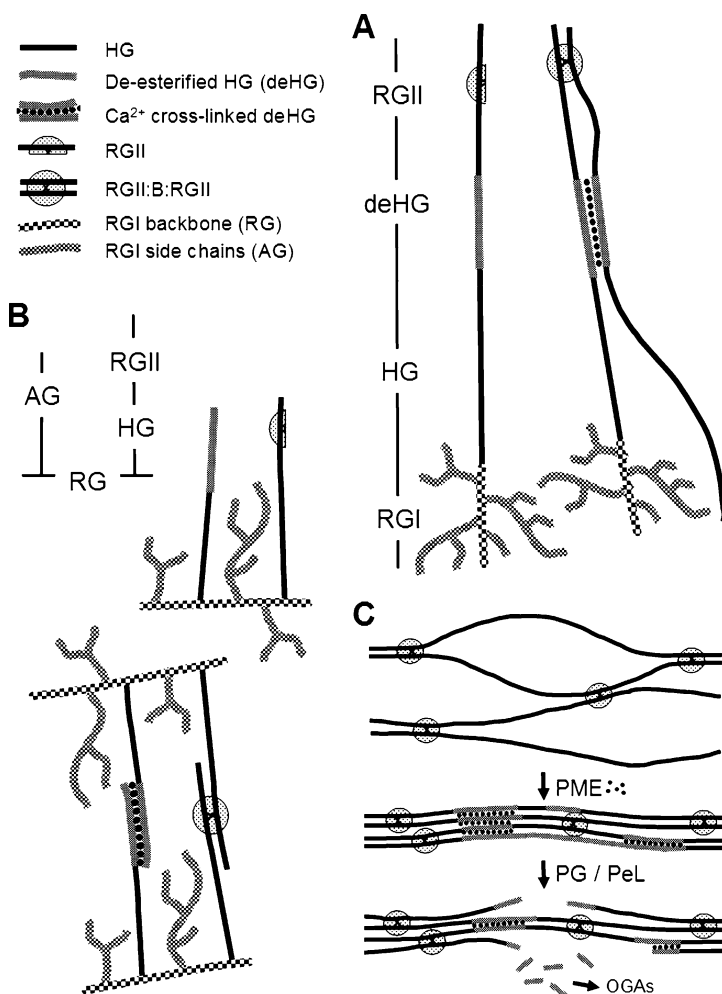 HG
De-esterified HG (deHG)
Ca²⁺ cross-linked deHG
RGII
RGII:B:RGII
RGI backbone (RG)
RGI side chains (AG)
A
RGII
deHG
HG
RGI
B
RGII
AG
HG
RG
C
PME
PG / PeL
OGAs